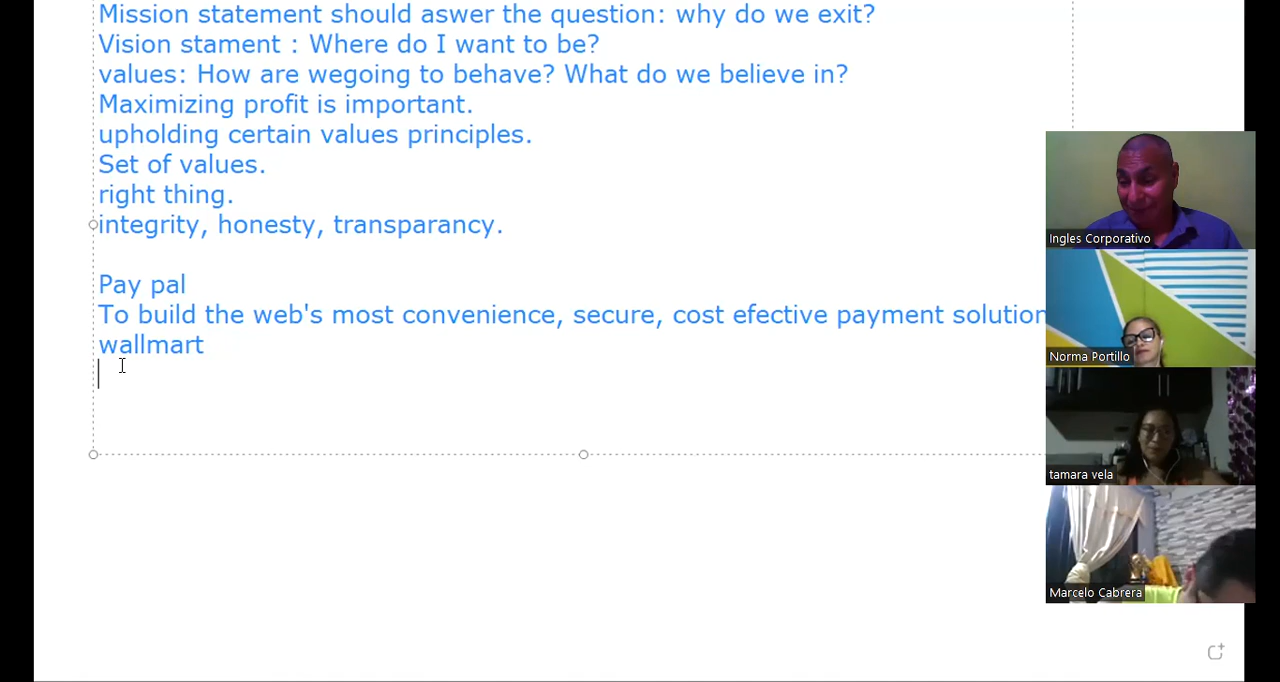 Mission statement should aswer the question: why do we exit?
Vision stament : Where do I want to be?
values: How are wegoing to behave? What do we believe in?
Maximizing profit is important.
upholding certain values principles.
Set of values.
right thing.
integrity, honesty, transparancy.
Pay pal
To build the web's most convenience, secure, cost efective payment solution
wallmart
Ingles Corporativo
Norma Portillo
tamara vela
Marcelo Cabrera